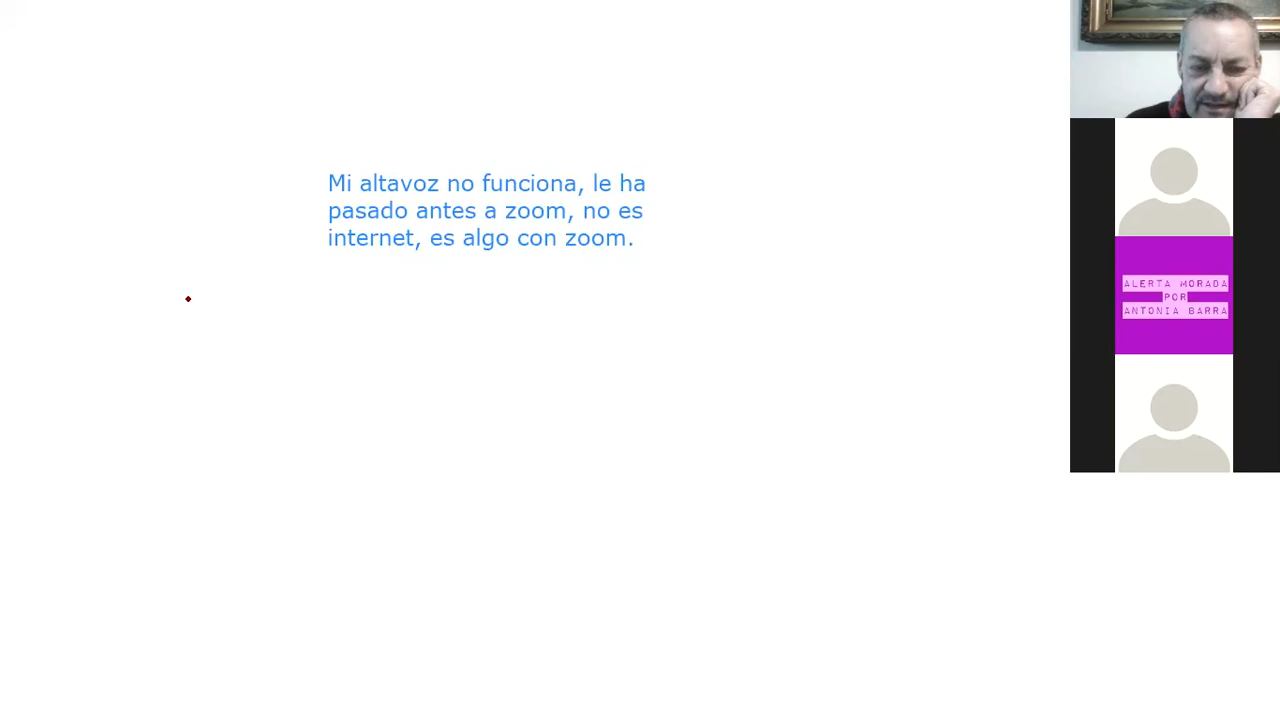 Mi altavoz no funciona, le ha
pasado antes a zoom, no es
internet, es algo con zoom.
ALERTA MORADA
POR
ANTONIA BARRA